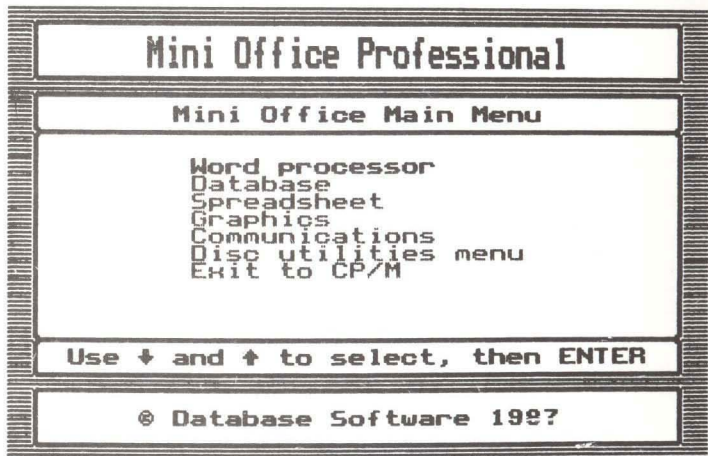 Mini Office Professional
Mini Office Main Menu
Word processor
Database
Spreadsheet
Graphics
Communications
Disc utilities menu
Exit to CP/M
Use ↓ and ↑ to select, then ENTER
© Database Software 1987